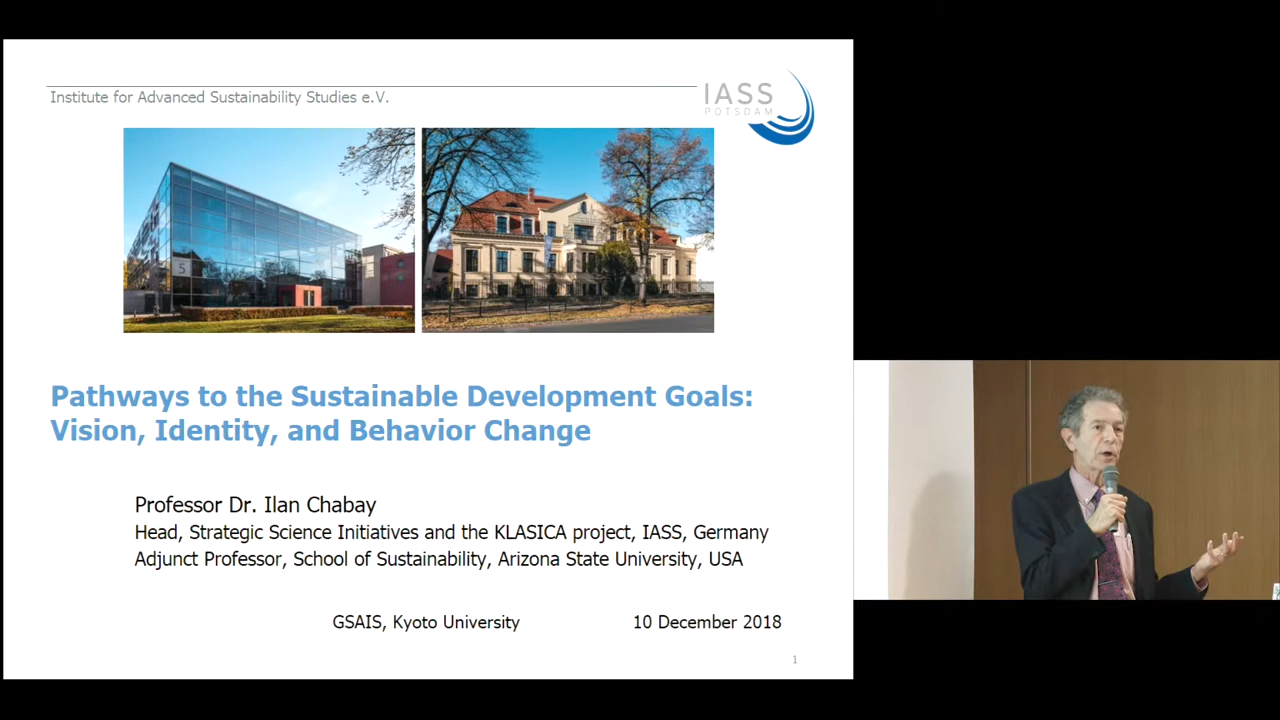 Institute for Advanced Sustainability Studies e.V.
IASS
POTSDAM
5
Pathways to the Sustainable Development Goals:
Vision, Identity, and Behavior Change
Professor Dr. Ilan Chabay
Head, Strategic Science Initiatives and the KLASICA project, IASS, Germany
Adjunct Professor, School of Sustainability, Arizona State University, USA
GSAIS, Kyoto University 10 December 2018
1